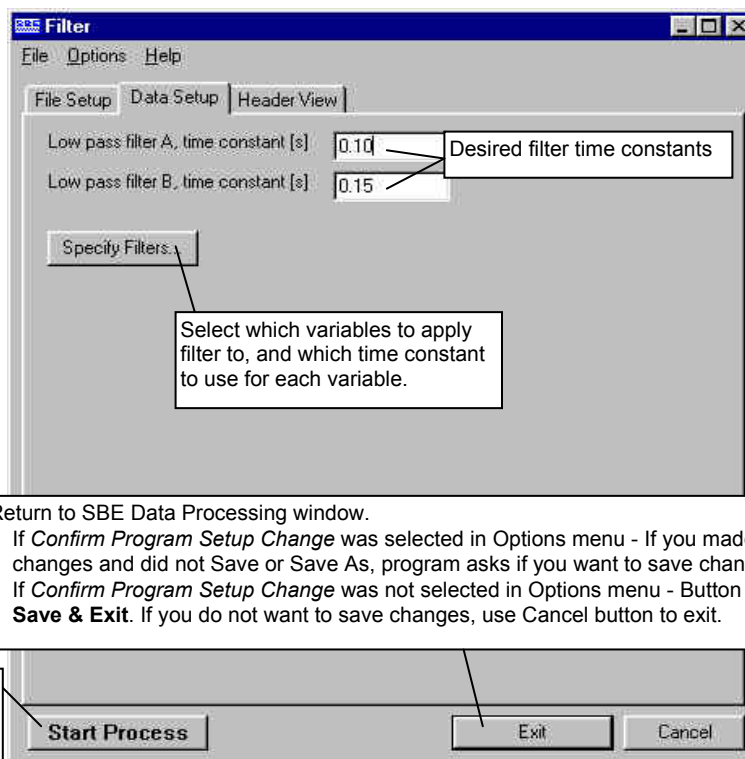 SBE Filter
File Options Help
File Setup Data Setup Header View
Low pass filter A, time constant [s] 0.10
Desired filter time constants
Low pass filter B, time constant [s] 0.15
Specify Filters...
Select which variables to apply
filter to, and which time constant
to use for each variable.
Return to SBE Data Processing window.
If Confirm Program Setup Change was selected in Options menu - If you made
changes and did not Save or Save As, program asks if you want to save chan
If Confirm Program Setup Change was not selected in Options menu - Button
Save & Exit. If you do not want to save changes, use Cancel button to exit.
Start Process Exit Cancel